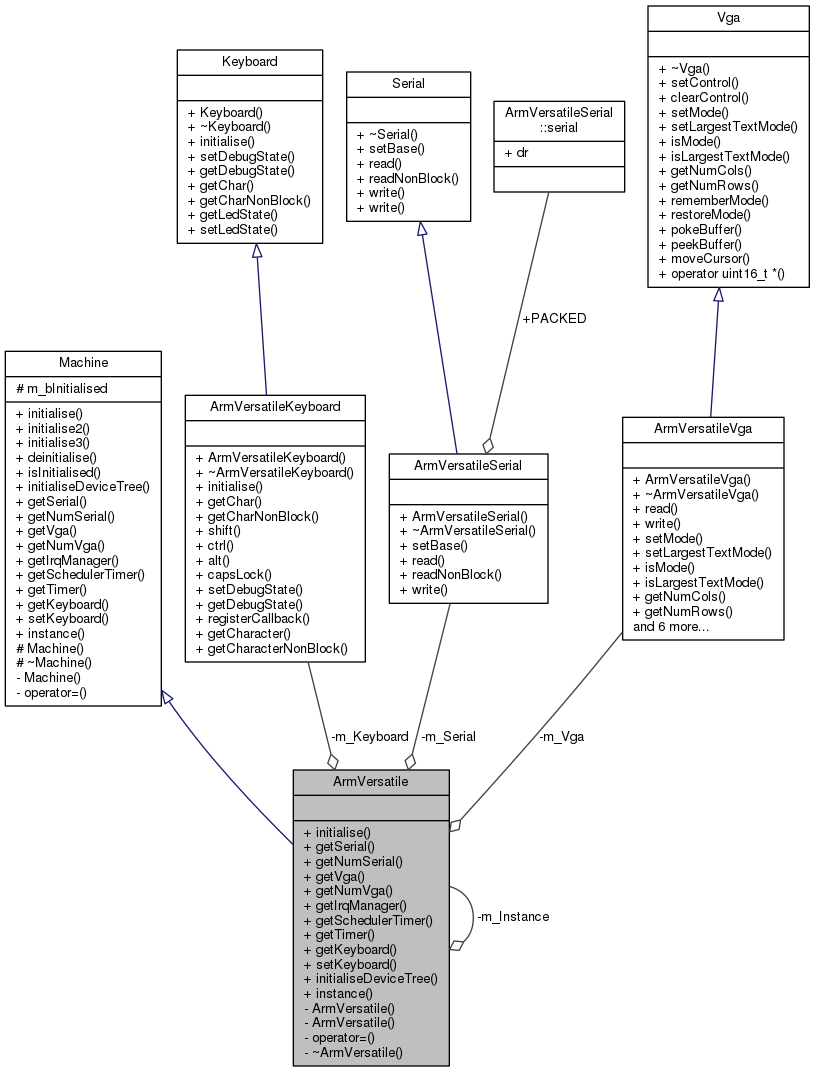 Vga
+ ~Vga()
+ setControl()
+ clearControl()
+ setMode()
+ setLargestTextMode()
+ isMode()
+ isLargestTextMode()
+ getNumCols()
+ getNumRows()
+ rememberMode()
+ restoreMode()
+ pokeBuffer()
+ peekBuffer()
+ moveCursor()
+ operator uint16_t *()
Keyboard
+ Keyboard()
+ ~Keyboard()
+ initialise()
+ setDebugState()
+ getDebugState()
+ getChar()
+ getCharNonBlock()
+ getLedState()
+ setLedState()
Serial
+ ~Serial()
+ setBase()
+ read()
+ readNonBlock()
+ write()
+ write()
ArmVersatileSerial
::serial
+ dr
+PACKED
Machine
# m_bInitialised
+ initialise()
+ initialise2()
+ initialise3()
+ deinitialise()
+ isInitialised()
+ initialiseDeviceTree()
+ getSerial()
+ getNumSerial()
+ getVga()
+ getNumVga()
+ getIrqManager()
+ getSchedulerTimer()
+ getTimer()
+ getKeyboard()
+ setKeyboard()
+ instance()
# Machine()
# ~Machine()
- Machine()
- operator=()
ArmVersatileKeyboard
+ ArmVersatileKeyboard()
+ ~ArmVersatileKeyboard()
+ initialise()
+ getChar()
+ getCharNonBlock()
+ shift()
+ ctrl()
+ alt()
+ capsLock()
+ setDebugState()
+ getDebugState()
+ registerCallback()
+ getCharacter()
+ getCharacterNonBlock()
ArmVersatileSerial
+ ArmVersatileSerial()
+ ~ArmVersatileSerial()
+ setBase()
+ read()
+ readNonBlock()
+ write()
ArmVersatileVga
+ ArmVersatileVga()
+ ~ArmVersatileVga()
+ read()
+ write()
+ setMode()
+ setLargestTextMode()
+ isMode()
+ isLargestTextMode()
+ getNumCols()
+ getNumRows()
and 6 more...
-m_Keyboard
-m_Serial
-m_Vga
ArmVersatile
+ initialise()
+ getSerial()
+ getNumSerial()
+ getVga()
+ getNumVga()
+ getIrqManager()
+ getSchedulerTimer()
+ getTimer()
+ getKeyboard()
+ setKeyboard()
+ initialiseDeviceTree()
+ instance()
- ArmVersatile()
- ArmVersatile()
- operator=()
- ~ArmVersatile()
-m_Instance